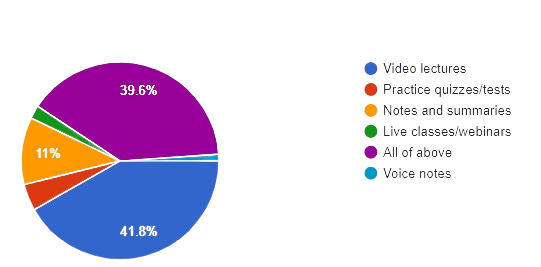 39.6%
11%
41.8%
Video lectures
Practice quizzes/tests
Notes and summaries
Live classes/webinars
All of above
Voice notes